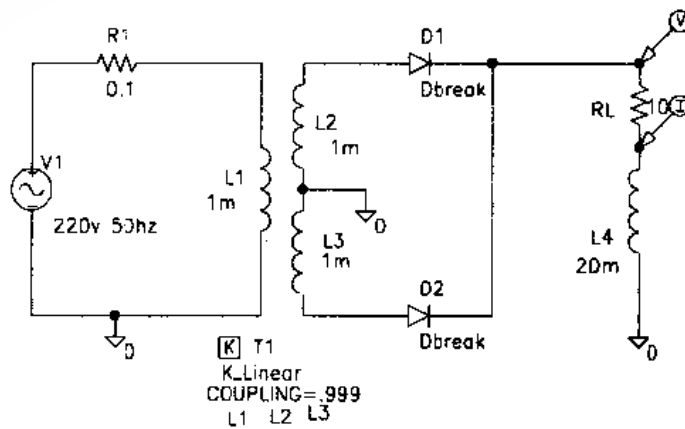 R1
0.1
V1
220v 50hz
0
L1
1m
L2
1m
L3
1m
0
D1
Dbreak
D2
Dbreak
V
RL
10
I
L4
20m
0
K T1
K_Linear
COUPLING=.999
L1 L2 L3